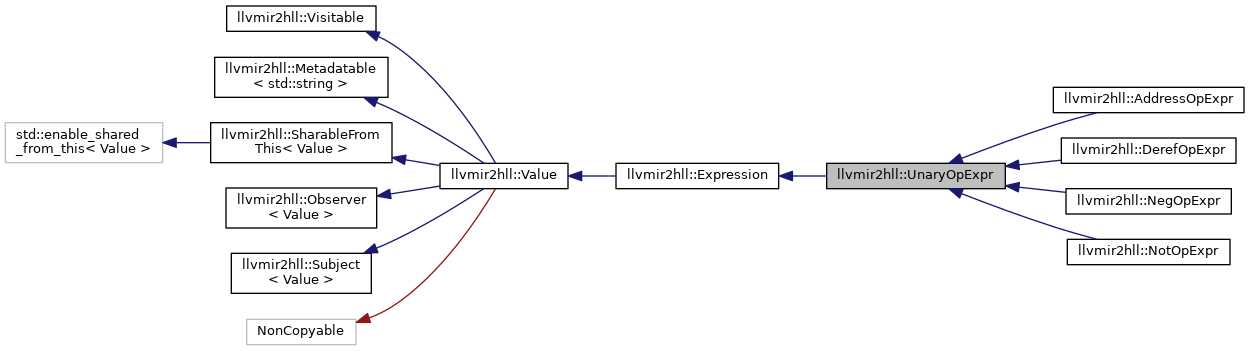 llvmir2hll::Visitable
llvmir2hll::Metadatable
< std::string >
std::enable_shared
_from_this< Value >
llvmir2hll::SharableFrom
This< Value >
llvmir2hll::Observer
< Value >
llvmir2hll::Subject
< Value >
NonCopyable
llvmir2hll::Value
llvmir2hll::Expression
llvmir2hll::UnaryOpExpr
llvmir2hll::AddressOpExpr
llvmir2hll::DerefOpExpr
llvmir2hll::NegOpExpr
llvmir2hll::NotOpExpr